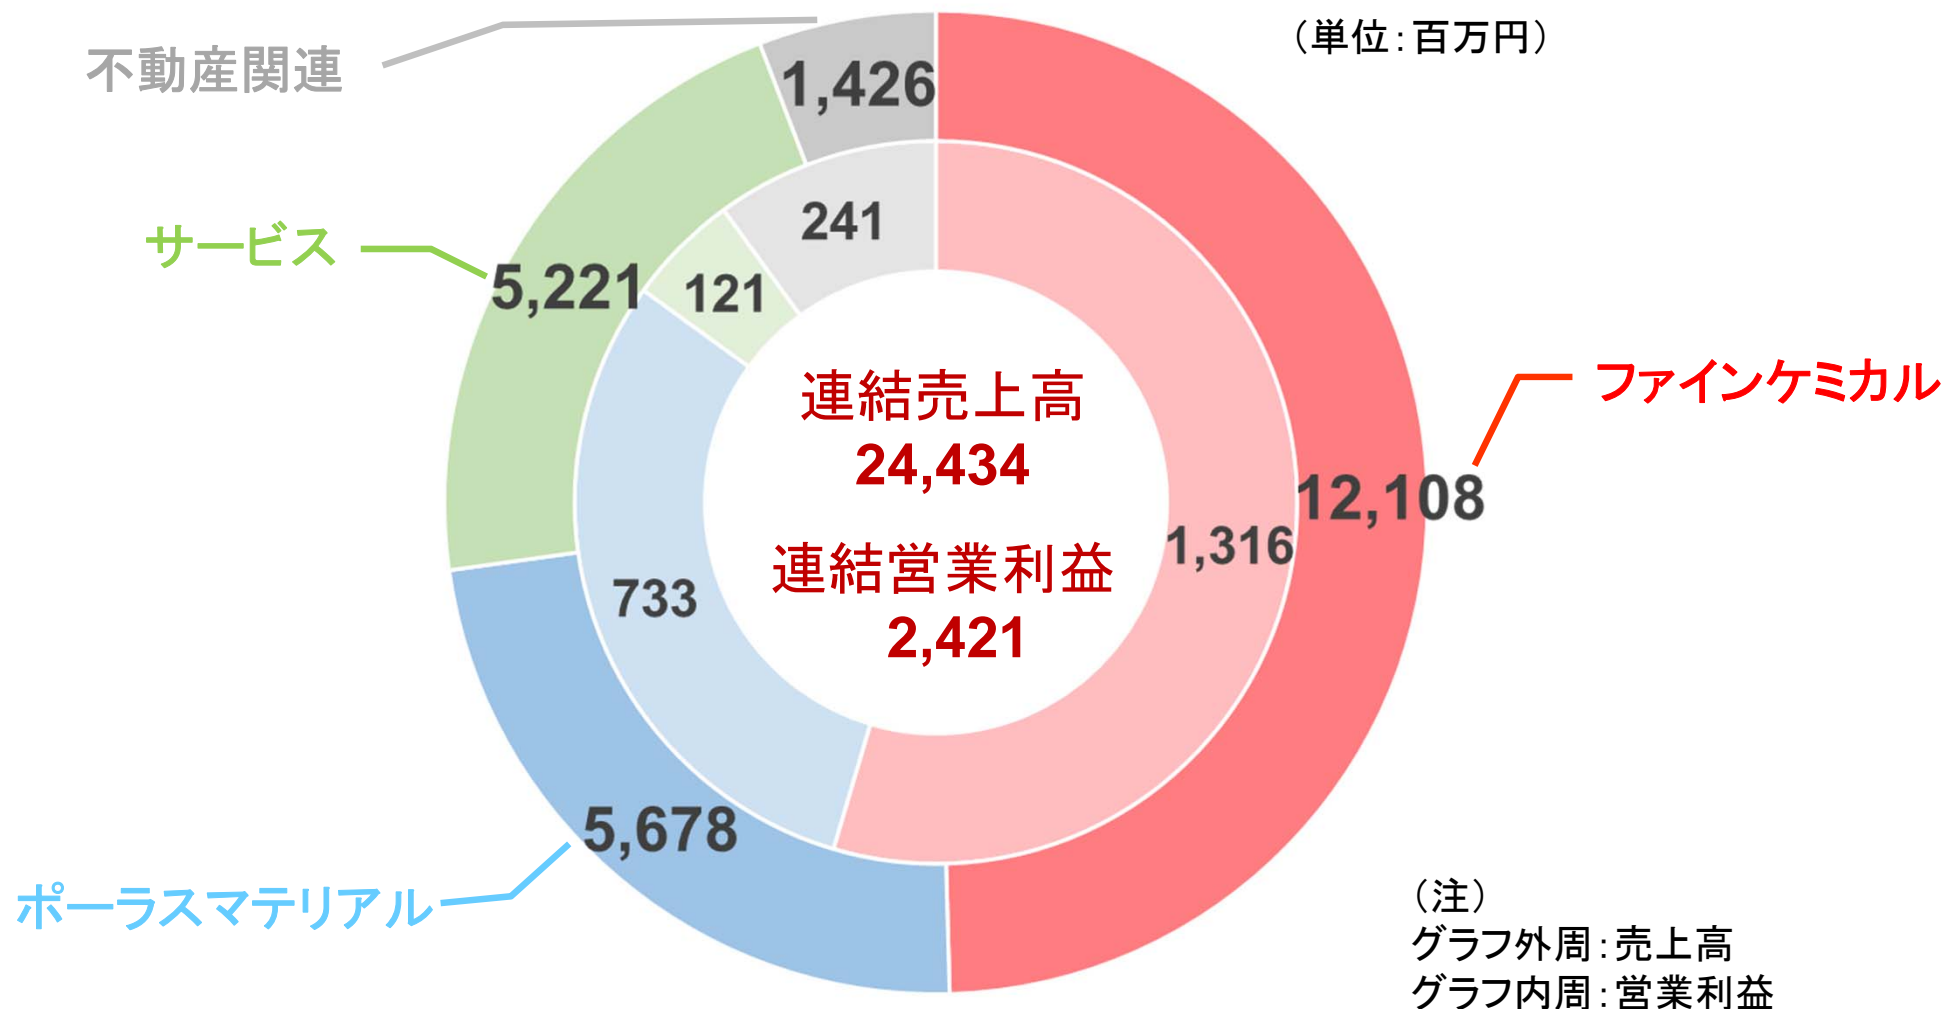 （単位：百万円）
不動産関連
1,426
241
サービス
5,221
121
連結売上高
24,434
ファインケミカル
12,108
1,316
連結営業利益
2,421
733
5,678
ポーラスマテリアル
（注）
グラフ外周：売上高
グラフ内周：営業利益